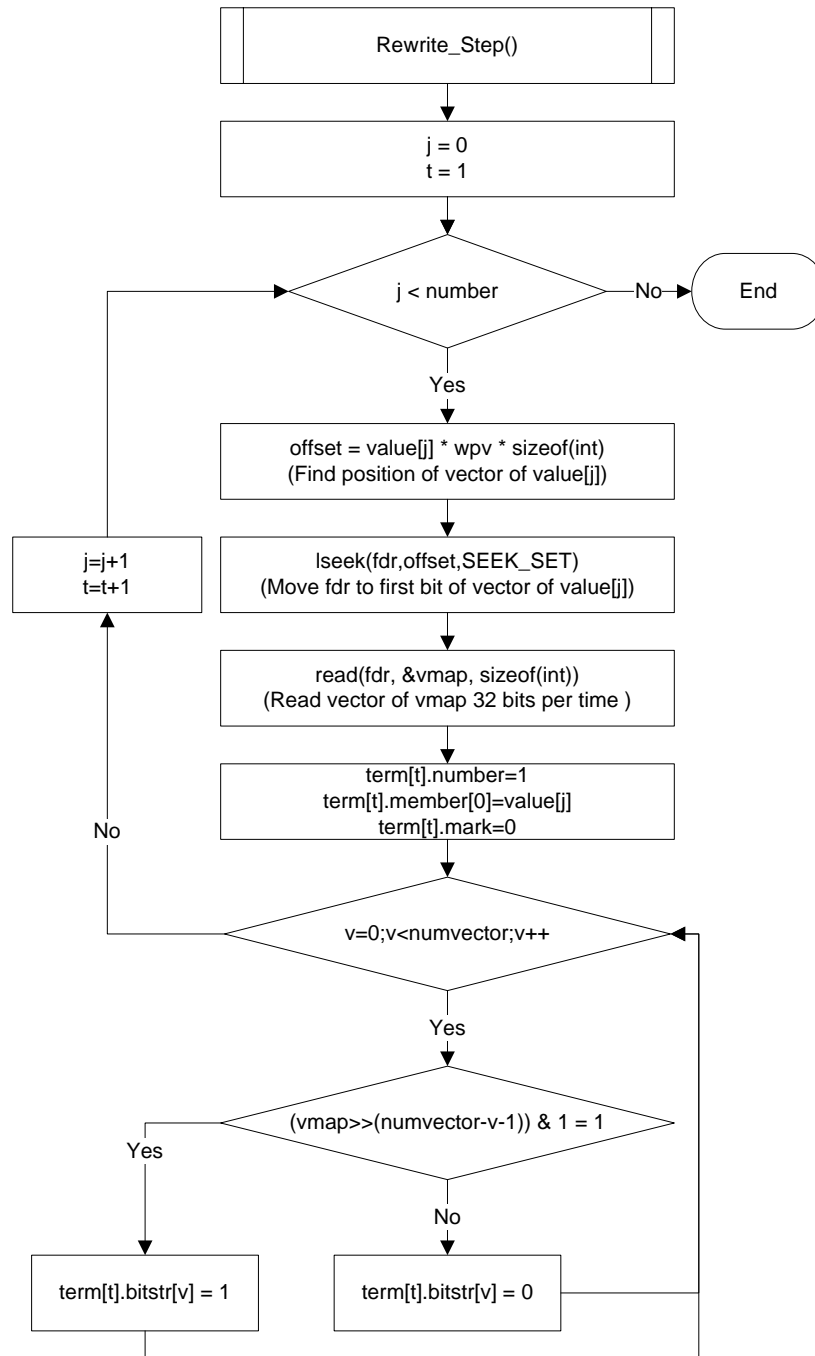 Rewrite_Step()
j = 0
t = 1
j < number
No
End
Yes
offset = value[j] * wpv * sizeof(int)
(Find position of vector of value[j])
j=j+1
t=t+1
lseek(fdr,offset,SEEK_SET)
(Move fdr to first bit of vector of value[j])
read(fdr, &vmap, sizeof(int))
(Read vector of vmap 32 bits per time )
term[t].number=1
term[t].member[0]=value[j]
term[t].mark=0
No
v=0;v<numvector;v++
Yes
(vmap>>(numvector-v-1)) & 1 = 1
Yes
No
term[t].bitstr[v] = 1
term[t].bitstr[v] = 0